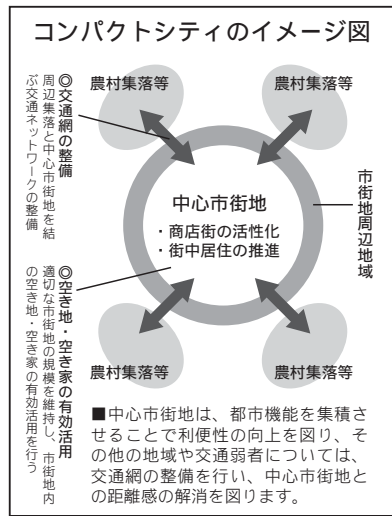 コンパクトシティのイメージ図
◎交通網の整備
周辺集落と中心市街地を結
ぶ交通ネットワークの整備
農村集落等
農村集落等
中心市街地
・商店街の活性化
・街中居住の推進
市街地周辺地域
◎空き地・空き家の有効活用
適切な市街地の規模を維持し、市街地内
の空き地・空き家の有効活用を行う
農村集落等
農村集落等
■中心市街地は、都市機能を集積さ
せることで利便性の向上を図り、そ
の他の地域や交通弱者については、
交通網の整備を行い、中心市街地と
の距離感の解消を図ります。